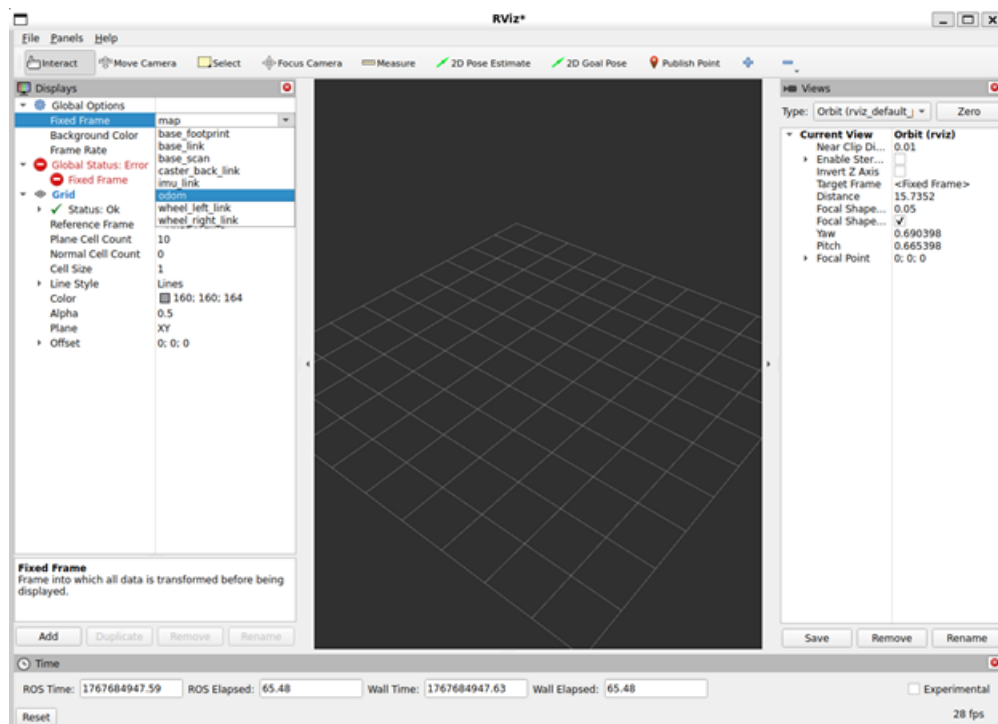 RViz*
File Panels Help
Interact Move Camera Select Focus Camera Measure 2D Pose Estimate 2D Goal Pose Publish Point
Displays
Global Options
Fixed Frame map
Background Color base_footprint
base_link
Frame Rate base_scan
Global Status: Error caster_back_link
Fixed Frame imu_link
Grid odom
Status: Ok wheel_left_link
Reference Frame wheel_right_link
Plane Cell Count 10
Normal Cell Count 0
Cell Size 1
Line Style Lines
Color 160; 160; 164
Alpha 0.5
Plane XY
Offset 0; 0; 0
Fixed Frame
Frame into which all data is transformed before being
displayed.
Add Duplicate Remove Rename
Views
Type: Orbit (rviz_default_ Zero
Current View Orbit (rviz)
Near Clip Di... 0.01
Enable Ster...
Invert Z Axis
Target Frame <Fixed Frame>
Distance 15.7352
Focal Shape... 0.05
Focal Shape...
Yaw 0.690398
Pitch 0.665398
Focal Point 0; 0; 0
Save Remove Rename
Time
ROS Time: 1767684947.59 ROS Elapsed: 65.48 Wall Time: 1767684947.63 Wall Elapsed: 65.48 Experimental
Reset 28 fps